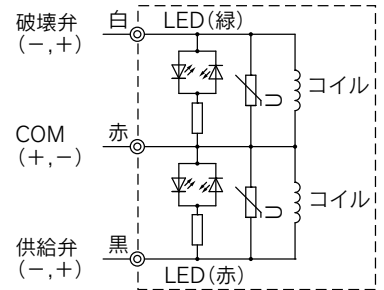 破壊弁 白 LED(緑)
(−,+)
コイル
COM 赤
(+,−)
コイル
供給弁 黒
(−,+) LED(赤)